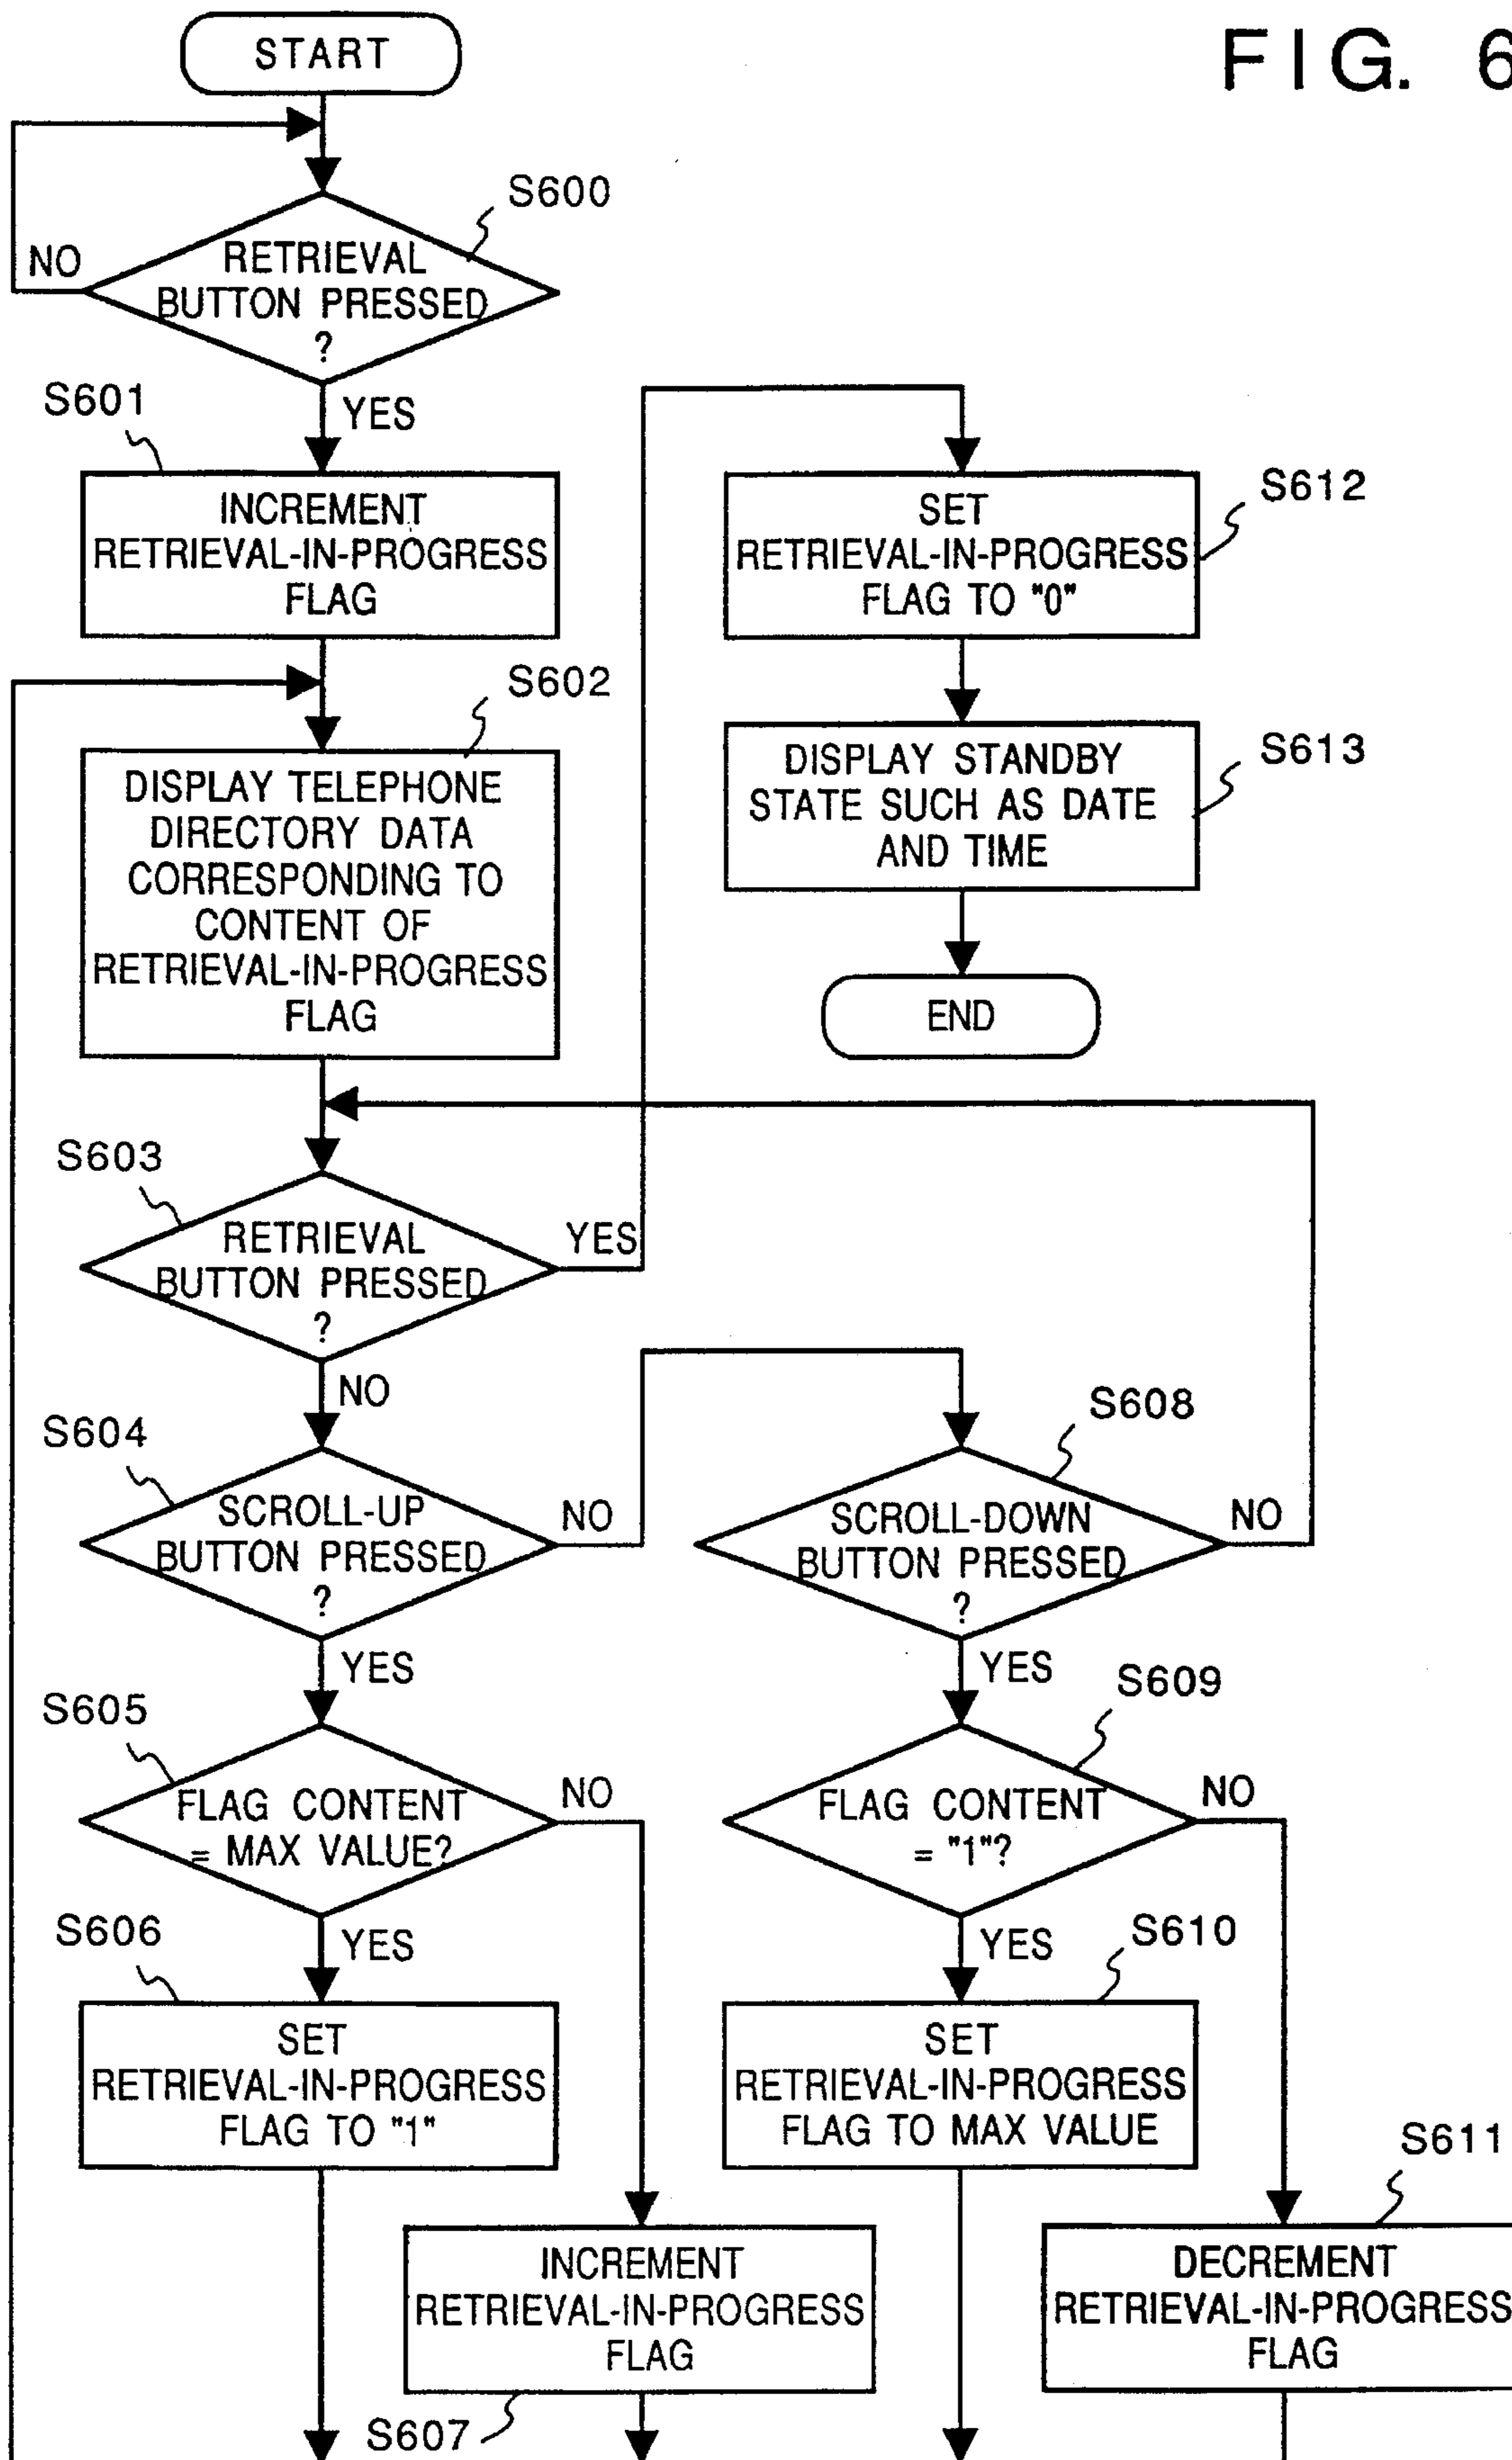 FIG. 6
START
S600
NO
RETRIEVAL
BUTTON PRESSED
?
YES
S601
INCREMENT
RETRIEVAL-IN-PROGRESS
FLAG
S602
DISPLAY TELEPHONE
DIRECTORY DATA
CORRESPONDING TO
CONTENT OF
RETRIEVAL-IN-PROGRESS
FLAG
S612
SET
RETRIEVAL-IN-PROGRESS
FLAG TO "0"
S613
DISPLAY STANDBY
STATE SUCH AS DATE
AND TIME
END
S603
RETRIEVAL
BUTTON PRESSED
?
YES
NO
S604
SCROLL-UP
BUTTON PRESSED
?
NO
YES
S608
SCROLL-DOWN
BUTTON PRESSED
?
NO
YES
S605
FLAG CONTENT
= MAX VALUE?
NO
YES
S609
FLAG CONTENT
= "1"?
NO
YES
S606
SET
RETRIEVAL-IN-PROGRESS
FLAG TO "1"
S610
SET
RETRIEVAL-IN-PROGRESS
FLAG TO MAX VALUE
INCREMENT
RETRIEVAL-IN-PROGRESS
FLAG
S607
S611
DECREMENT
RETRIEVAL-IN-PROGRESS
FLAG